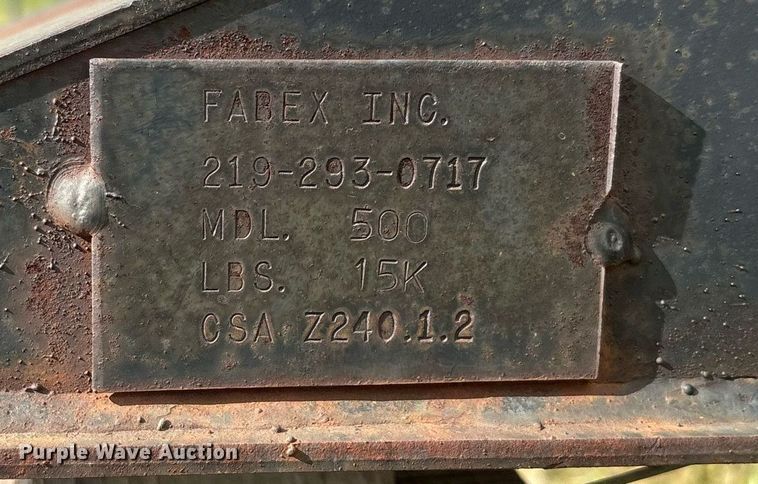 FABEX INC.
219-293-0717
MDL. 500
LBS. 15K
CSA Z240.1.2
Purple Wave Auction